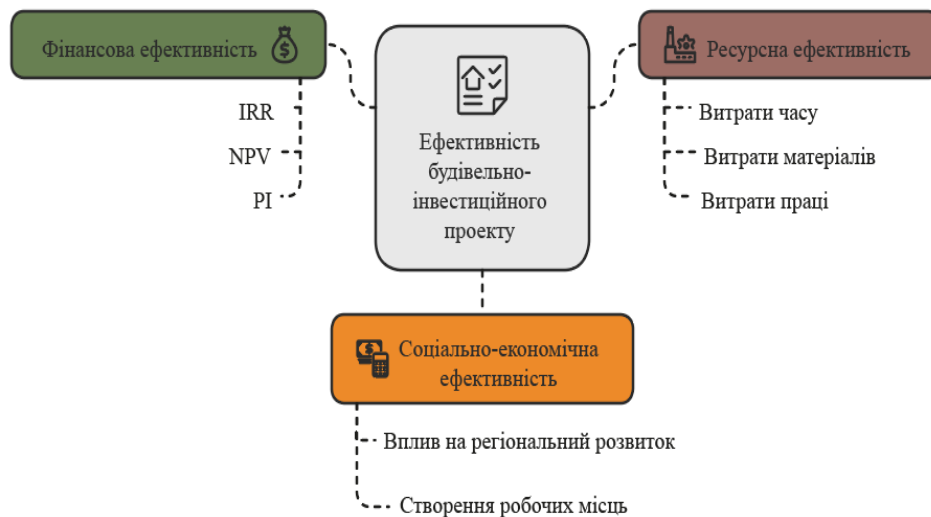 Фінансова ефективність
IRR
NPV
PI
Ефективність
будівельно-
інвестиційного
проекту
Ресурсна ефективність
Витрати часу
Витрати матеріалів
Витрати праці
Соціально-економічна
ефективність
Вплив на регіональний розвиток
Створення робочих місць